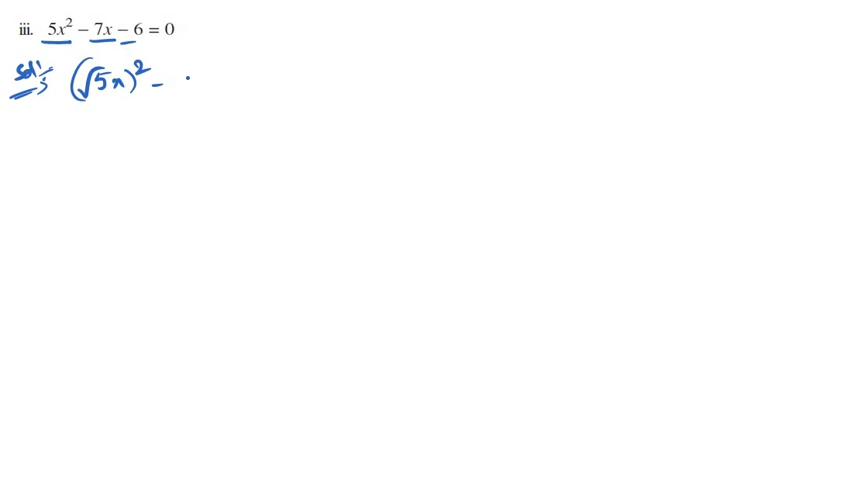 iii. 5x² − 7x − 6 = 0
Sol: (√5x)² −